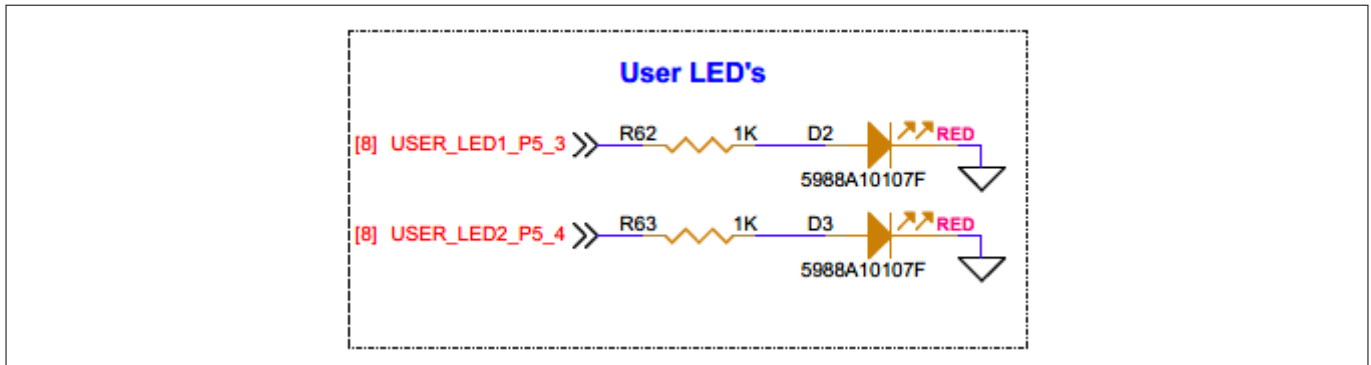 User LED's
[8] USER_LED1_P5_3 R62 1K D2 RED
5988A10107F
[8] USER_LED2_P5_4 R63 1K D3 RED
5988A10107F